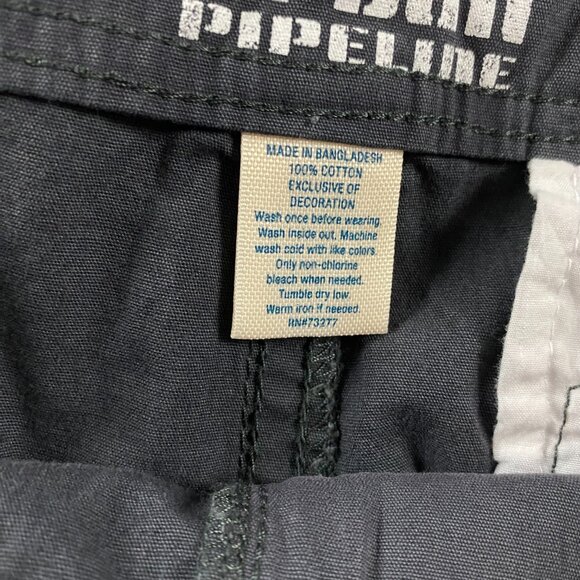 PIPELINE
MADE IN BANGLADESH
100% COTTON
EXCLUSIVE OF
DECORATION
Wash once before wearing.
Wash inside out. Machine
wash cold with like colors.
Only non-chlorine
bleach when needed.
Tumble dry low.
Warm iron if needed.
RN#73277